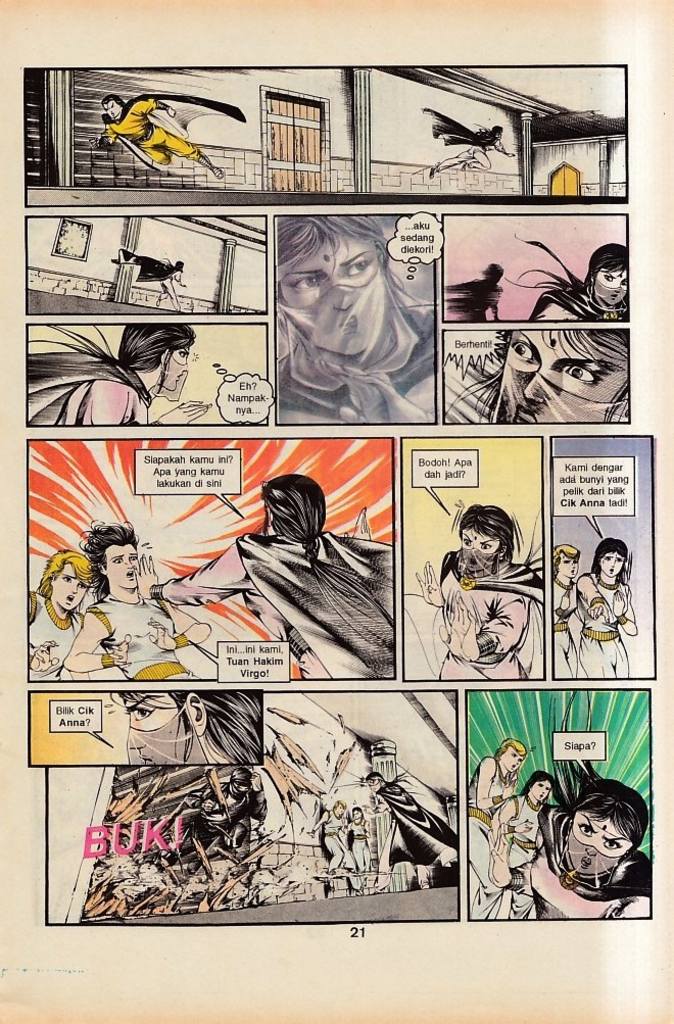 Eh?
Nampak-
nya...
...aku
sedang
diekori!
Berhenti!
Siapakah kamu ini?
Apa yang kamu
lakukan di sini
Ini...ini kami,
Tuan Hakim
Virgo!
Bodoh! Apa
dah jadi?
Kami dengar
ada bunyi yang
pelik dari bilik
Cik Anna tadi!
Bilik Cik
Anna?
BUK!
Siapa?
21